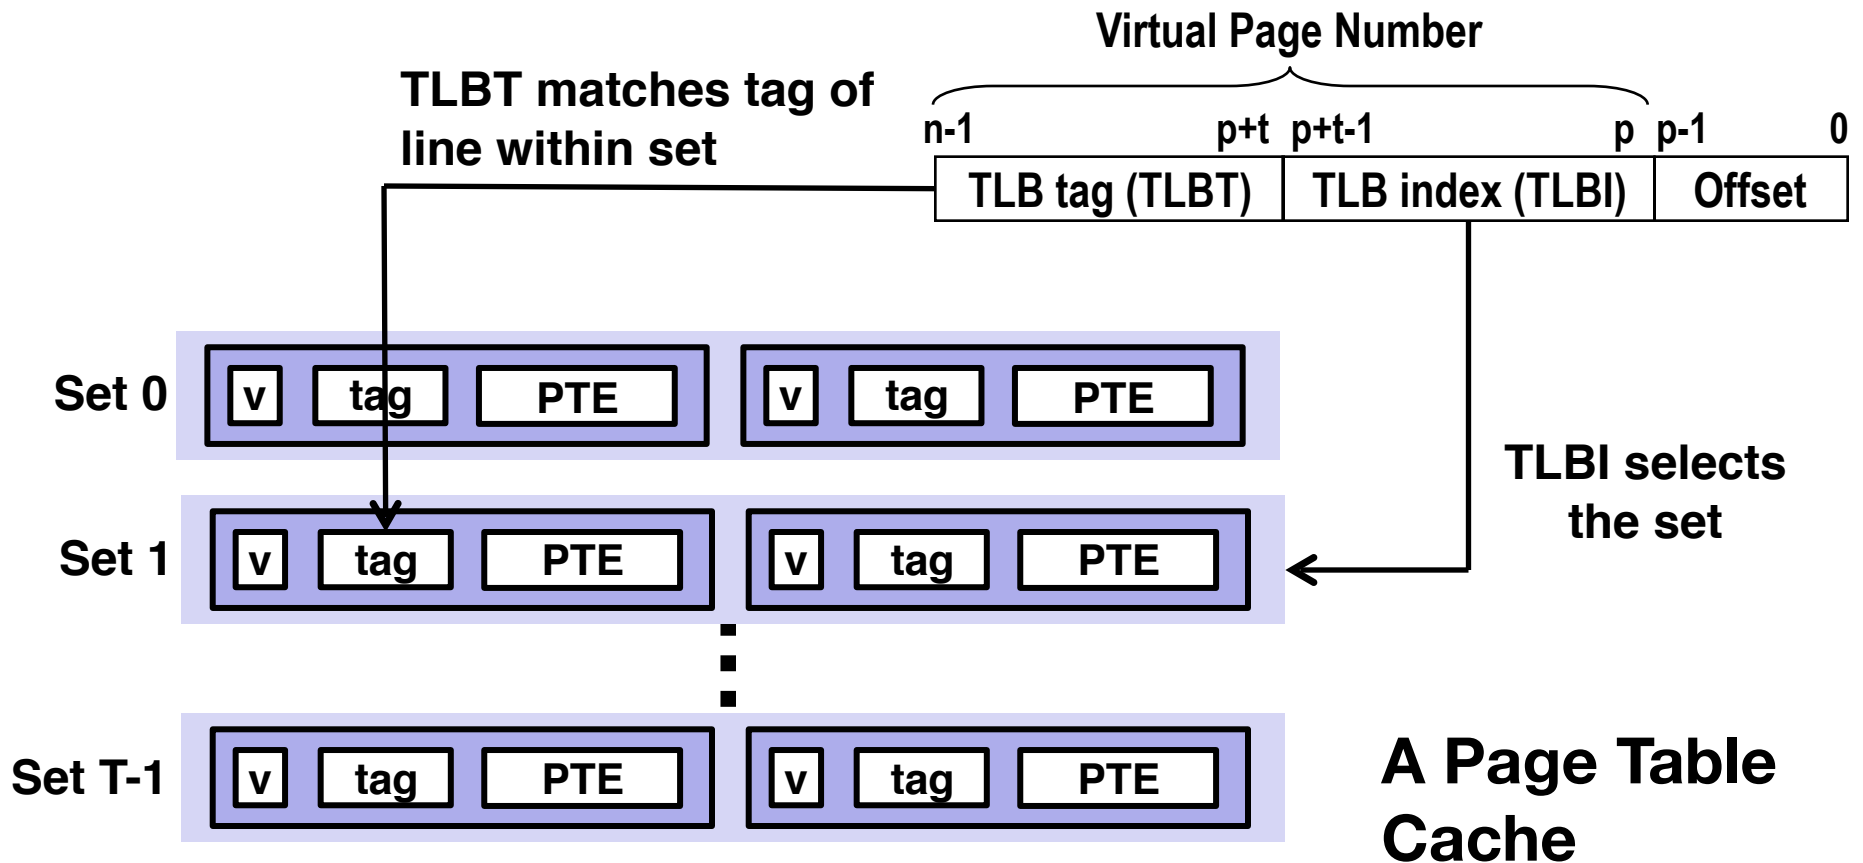 Virtual Page Number
TLBT matches tag of
line within set
n-1 p+t p+t-1 p p-1 0
TLB tag (TLBT) TLB index (TLBI) Offset
Set 0 v tag PTE v tag PTE
TLBI selects
the set
Set 1 v tag PTE v tag PTE
Set T-1 v tag PTE v tag PTE
A Page Table
Cache